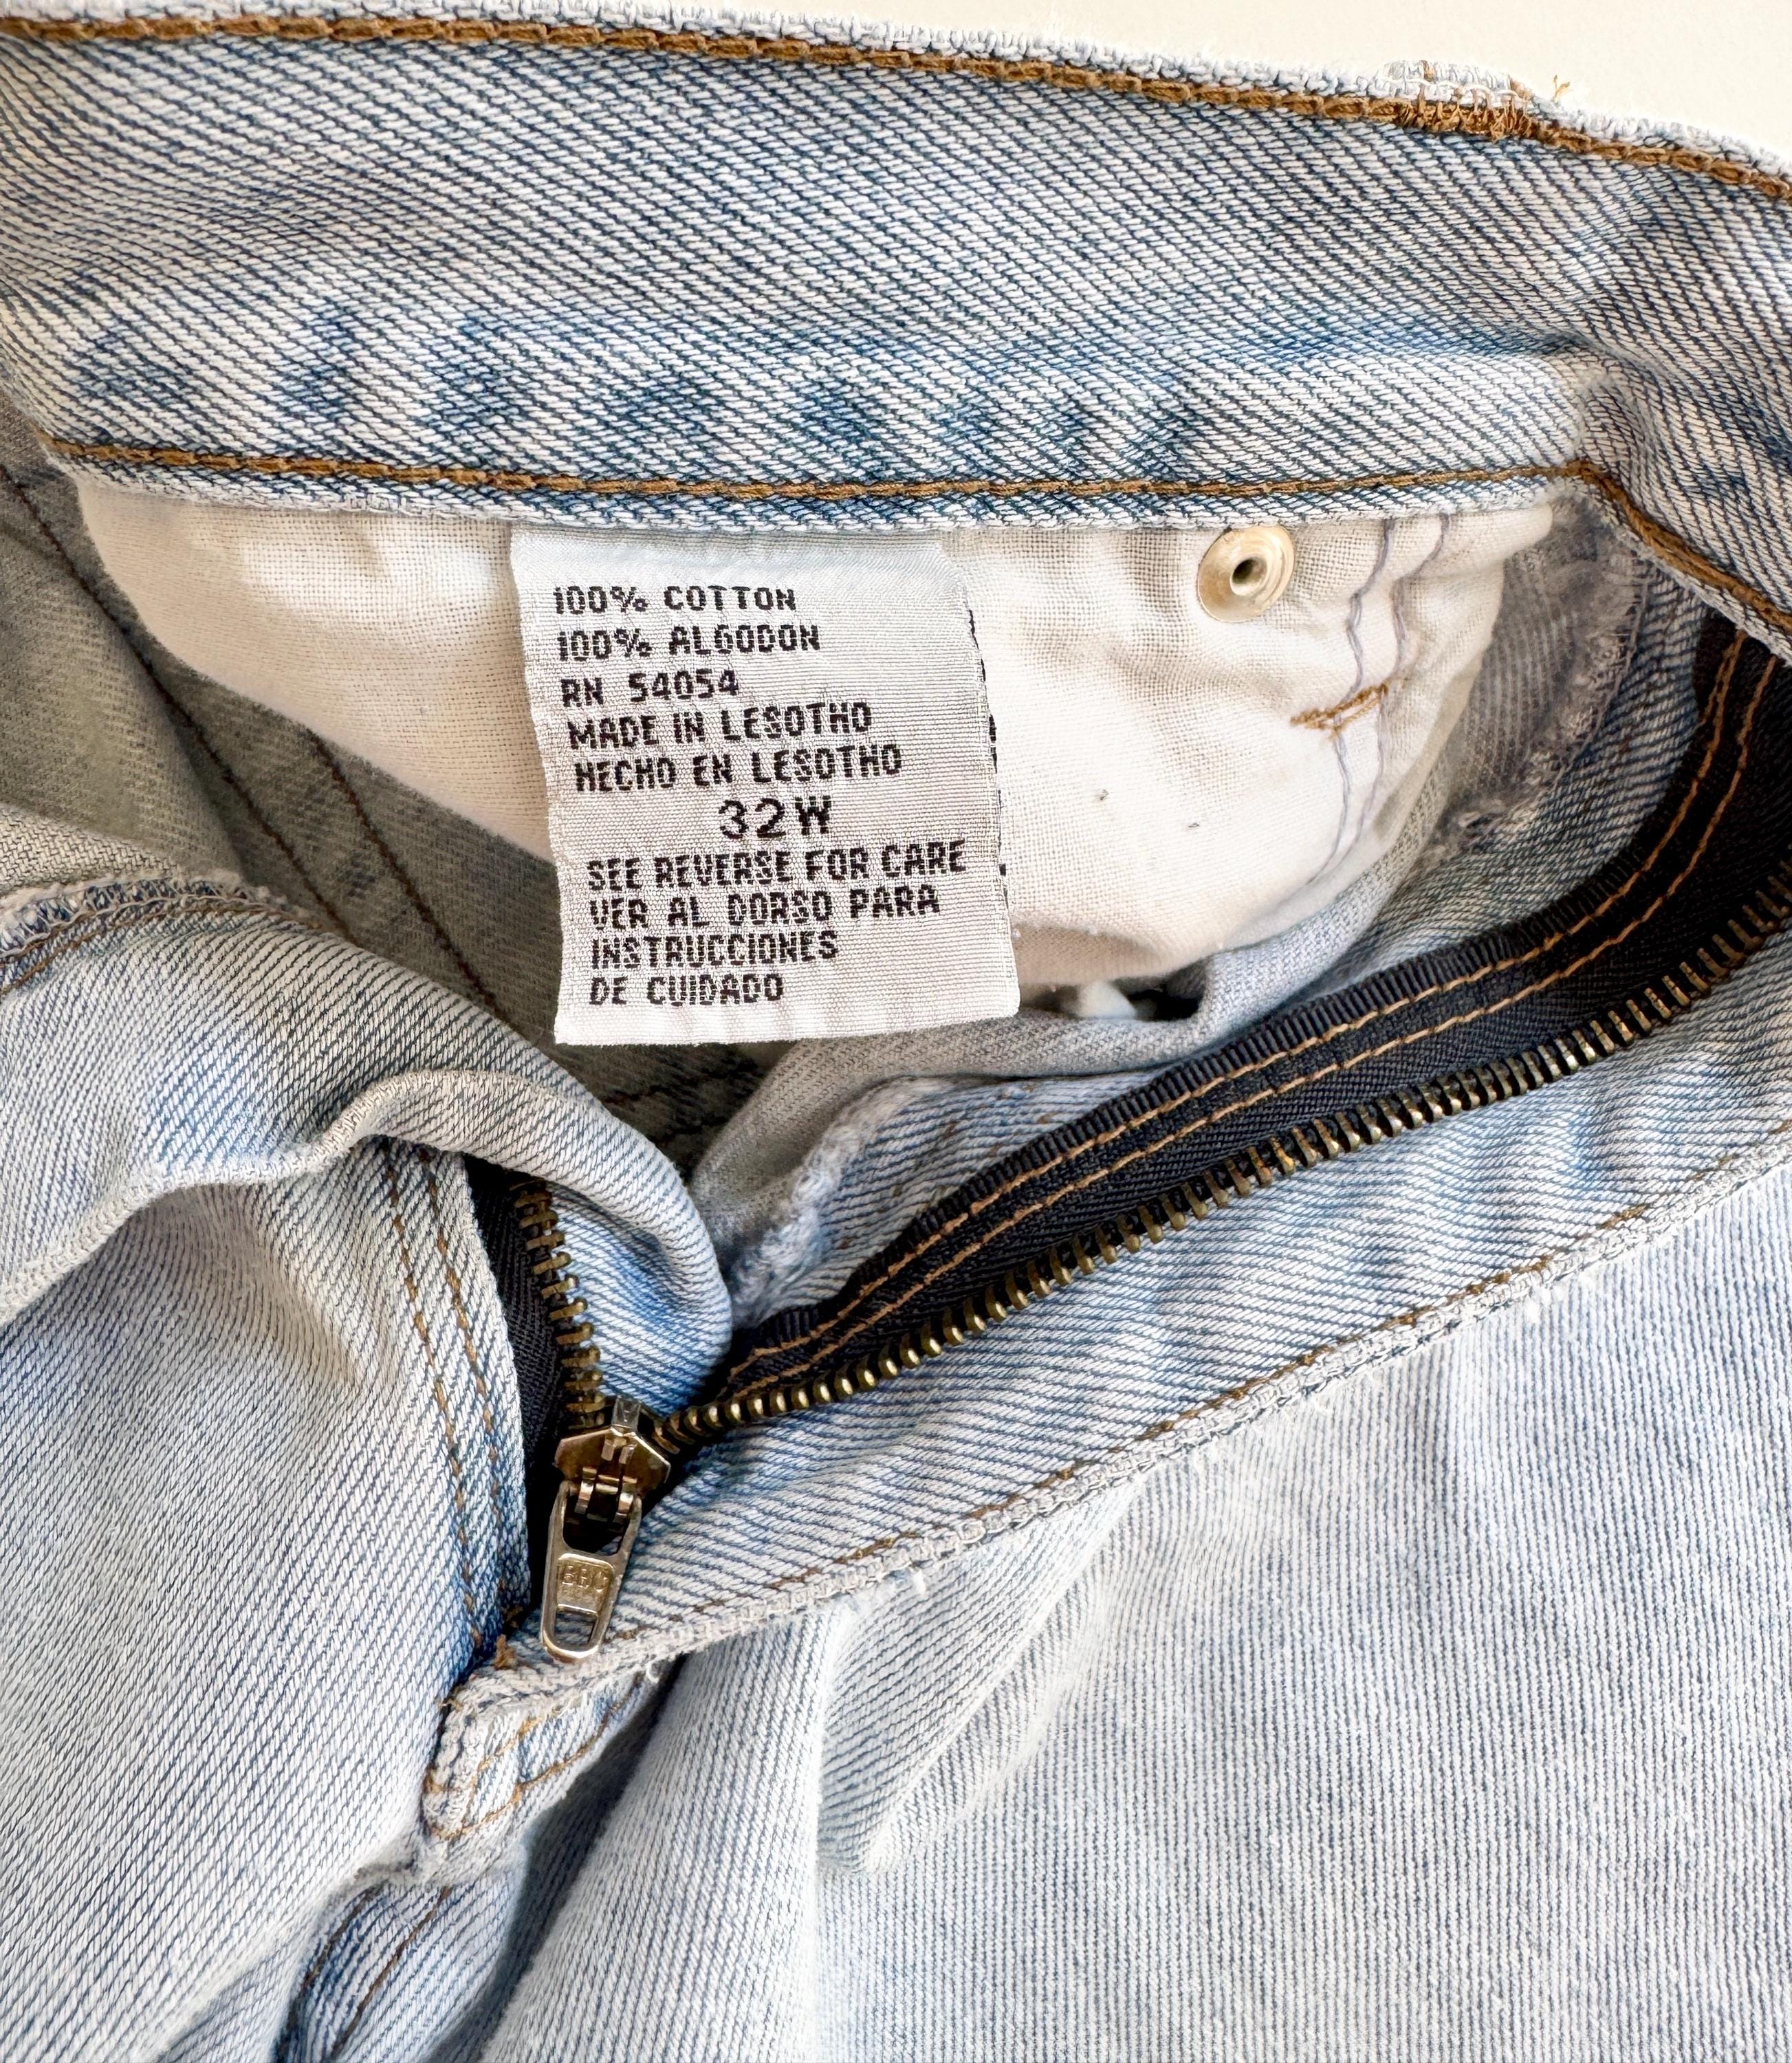 100% COTTON
100% ALGODON
RN 54054
MADE IN LESOTHO
HECHO EN LESOTHO
32W
SEE REVERSE FOR CARE
VER AL DORSO PARA
INSTRUCCIONES
DE CUIDADO